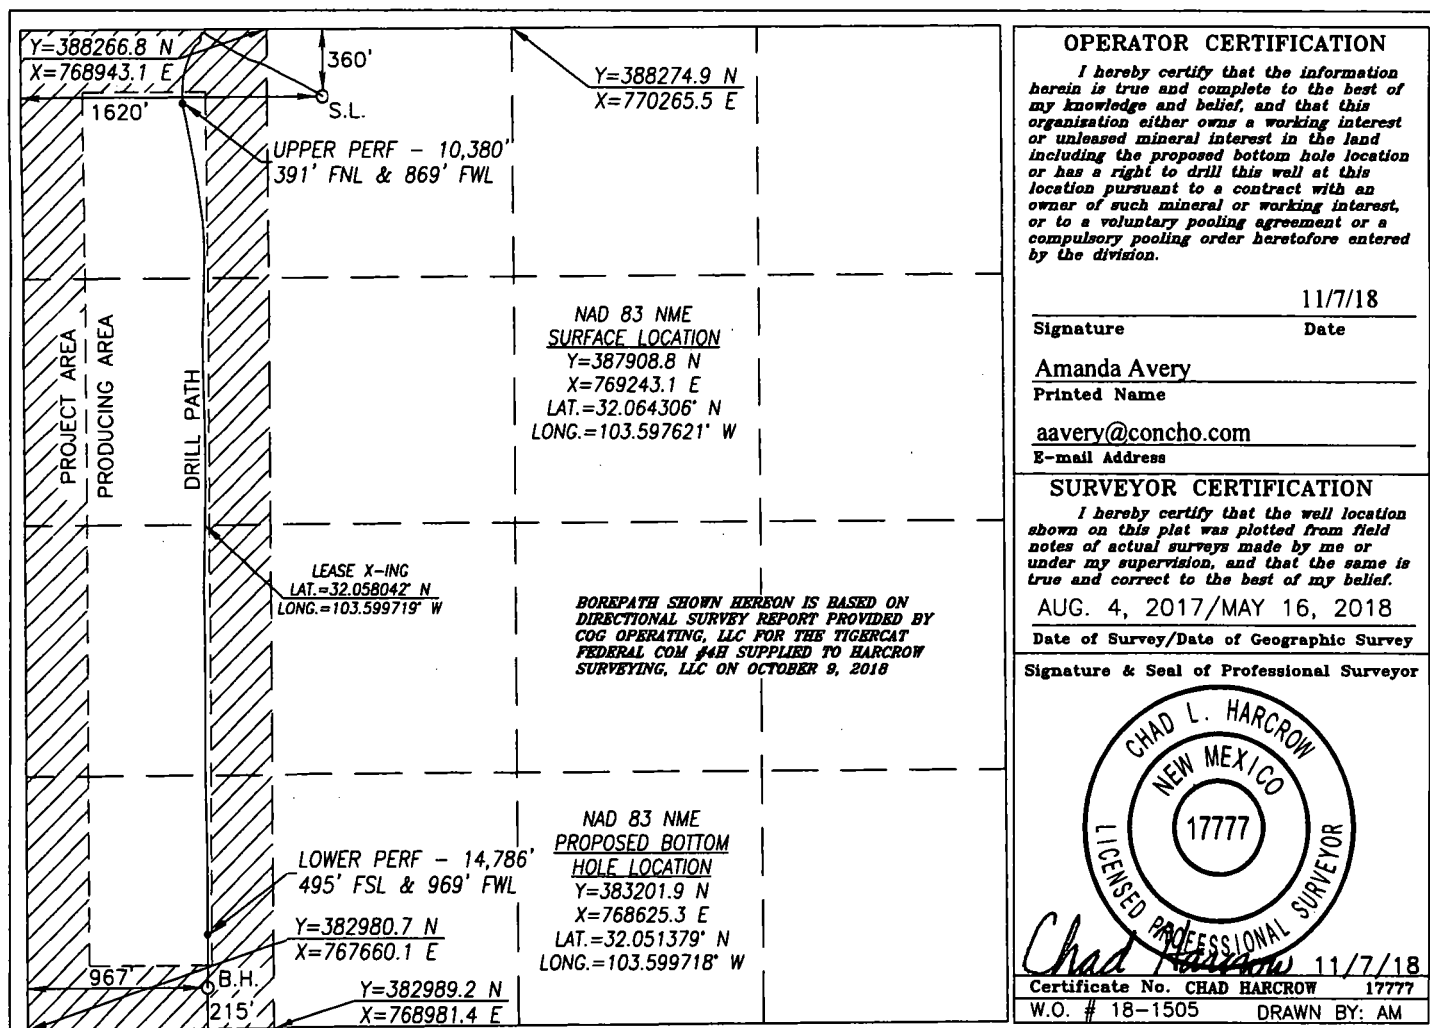 Y=388266.8 N
X=768943.1 E
360'
1620'
S.L.
Y=388274.9 N
X=770265.5 E
UPPER PERF – 10,380'
391' FNL & 869' FWL
PROJECT AREA
PRODUCING AREA
DRILL PATH
NAD 83 NME
SURFACE LOCATION
Y=387908.8 N
X=769243.1 E
LAT.=32.064306° N
LONG.=103.597621° W
LEASE X-ING
LAT.=32.058042° N
LONG.=103.599719° W
BOREPATH SHOWN HEREON IS BASED ON
DIRECTIONAL SURVEY REPORT PROVIDED BY
COG OPERATING, LLC FOR THE TIGERCAT
FEDERAL COM #4H SUPPLIED TO HARCROW
SURVEYING, LLC ON OCTOBER 9, 2018
NAD 83 NME
PROPOSED BOTTOM
HOLE LOCATION
Y=383201.9 N
X=768625.3 E
LAT.=32.051379° N
LONG.=103.599718° W
LOWER PERF – 14,786'
495' FSL & 969' FWL
Y=382980.7 N
X=767660.1 E
967'
B.H.
215'
Y=382989.2 N
X=768981.4 E
OPERATOR CERTIFICATION
I hereby certify that the information
herein is true and complete to the best of
my knowledge and belief, and that this
organization either owns a working interest
or unleased mineral interest in the land
including the proposed bottom hole location
or has a right to drill this well at this
location pursuant to a contract with an
owner of such mineral or working interest,
or to a voluntary pooling agreement or a
compulsory pooling order heretofore entered
by the division.
11/7/18
Signature Date
Amanda Avery
Printed Name
aavery@concho.com
E-mail Address
SURVEYOR CERTIFICATION
I hereby certify that the well location
shown on this plat was plotted from field
notes of actual surveys made by me or
under my supervision, and that the same is
true and correct to the best of my belief.
AUG. 4, 2017/MAY 16, 2018
Date of Survey/Date of Geographic Survey
Signature & Seal of Professional Surveyor
CHAD L. HARCROW
NEW MEXICO
17777
LICENSED PROFESSIONAL SURVEYOR
Chad Harcrow 11/7/18
Certificate No. CHAD HARCROW 17777
W.O. # 18-1505 DRAWN BY: AM